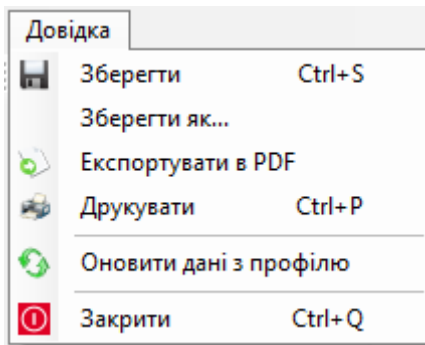 Довідка
Зберегти Ctrl+S
Зберегти як...
Експортувати в PDF
Друкувати Ctrl+P
Оновити дані з профілю
Закрити Ctrl+Q